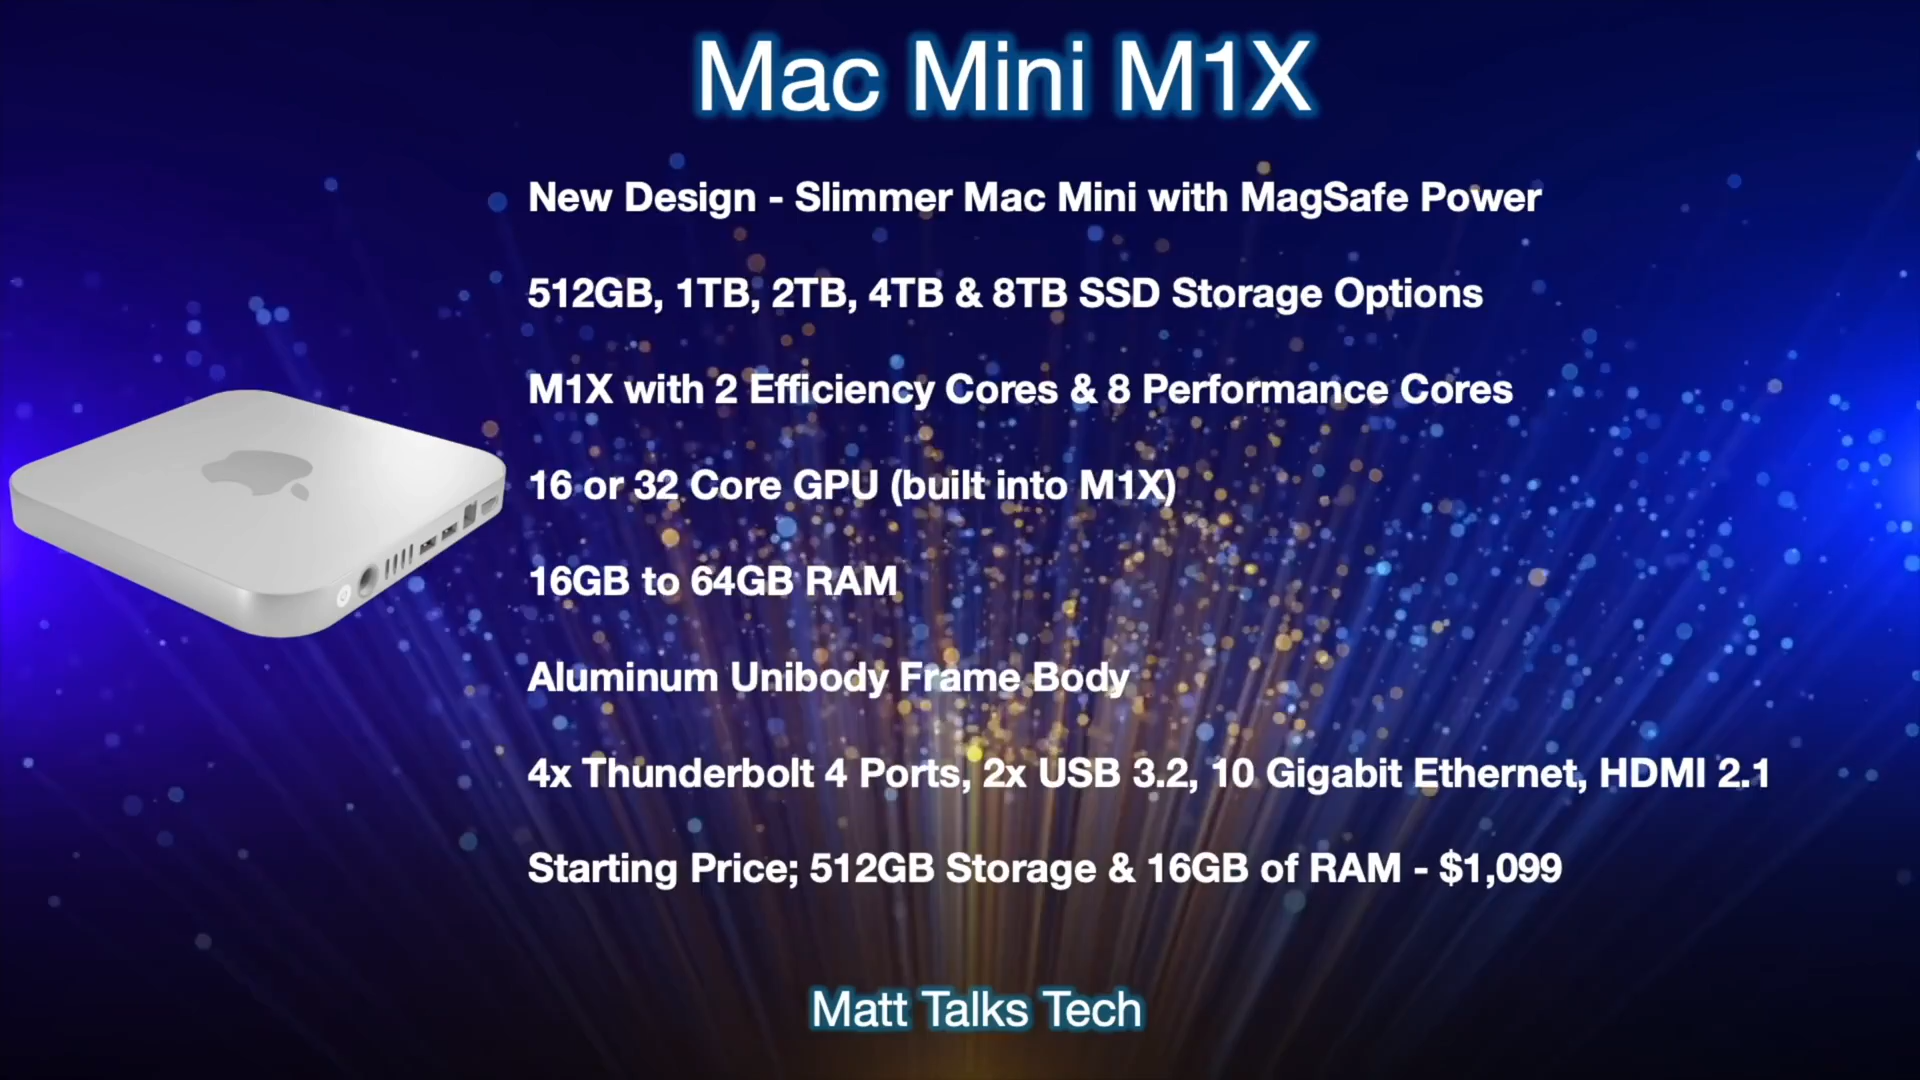 Mac Mini M1X
New Design - Slimmer Mac Mini with MagSafe Power
512GB, 1TB, 2TB, 4TB & 8TB SSD Storage Options
M1X with 2 Efficiency Cores & 8 Performance Cores
16 or 32 Core GPU (built into M1X)
16GB to 64GB RAM
Aluminum Unibody Frame Body
4x Thunderbolt 4 Ports, 2x USB 3.2, 10 Gigabit Ethernet, HDMI 2.1
Starting Price; 512GB Storage & 16GB of RAM - $1,099
Matt Talks Tech